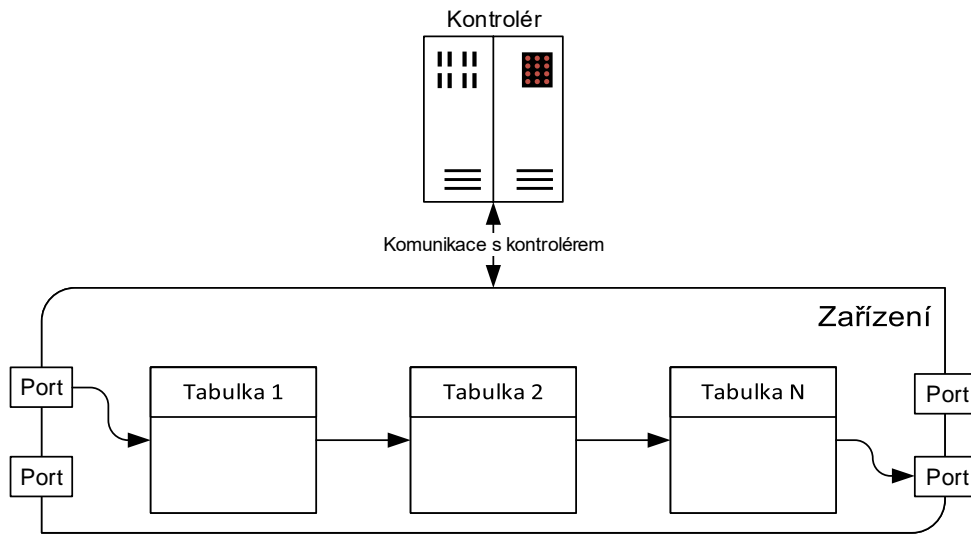 Kontrolér
Komunikace s kontrolérem
Zařízení
Port
Tabulka 1
Tabulka 2
Tabulka N
Port
Port
Port